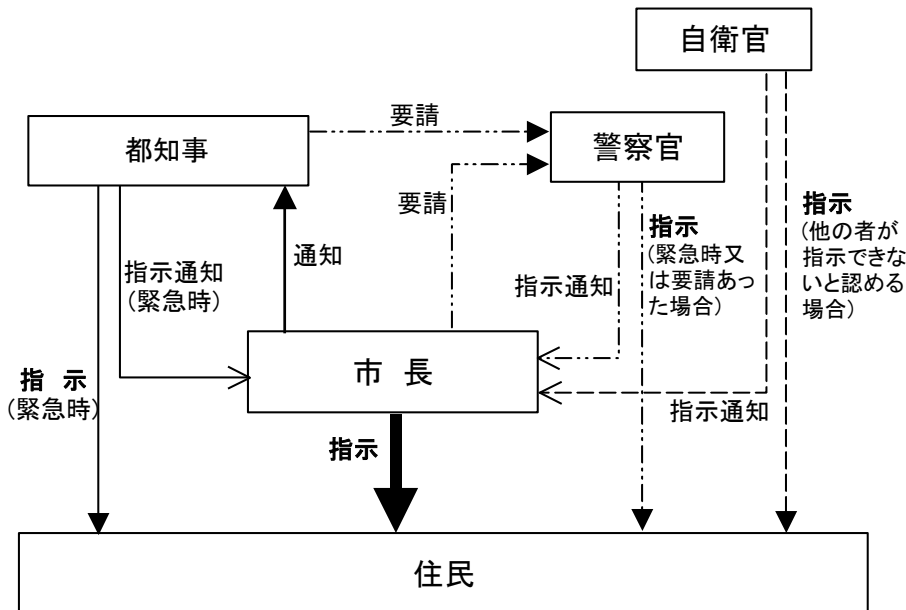 自衛官
都知事
要請
警察官
要請
指示
(他の者が
指示できな
いと認める
場合)
指示
(緊急時又
は要請あっ
た場合)
通知
指示通知
(緊急時)
指示通知
市 長
指 示
(緊急時)
指示通知
指示
住民